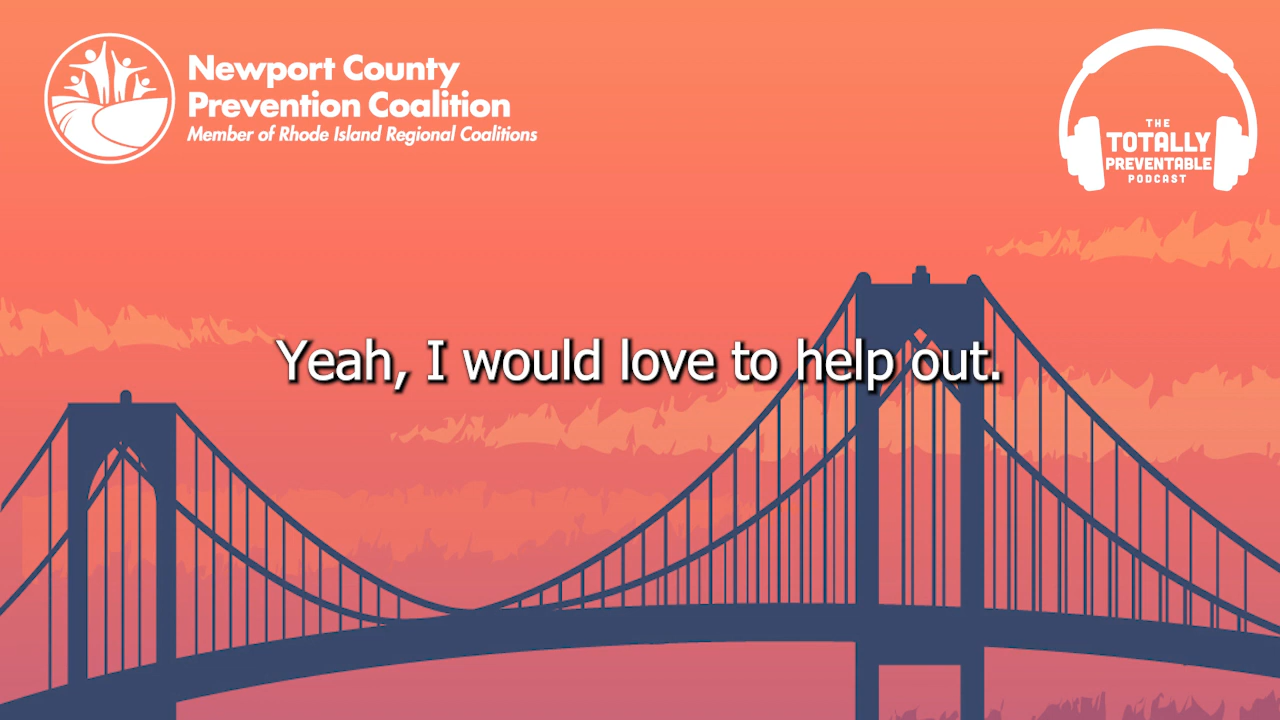 Newport County
Prevention Coalition
Member of Rhode Island Regional Coalitions
THE
TOTALLY
PREVENTABLE
PODCAST
Yeah, I would love to help out.